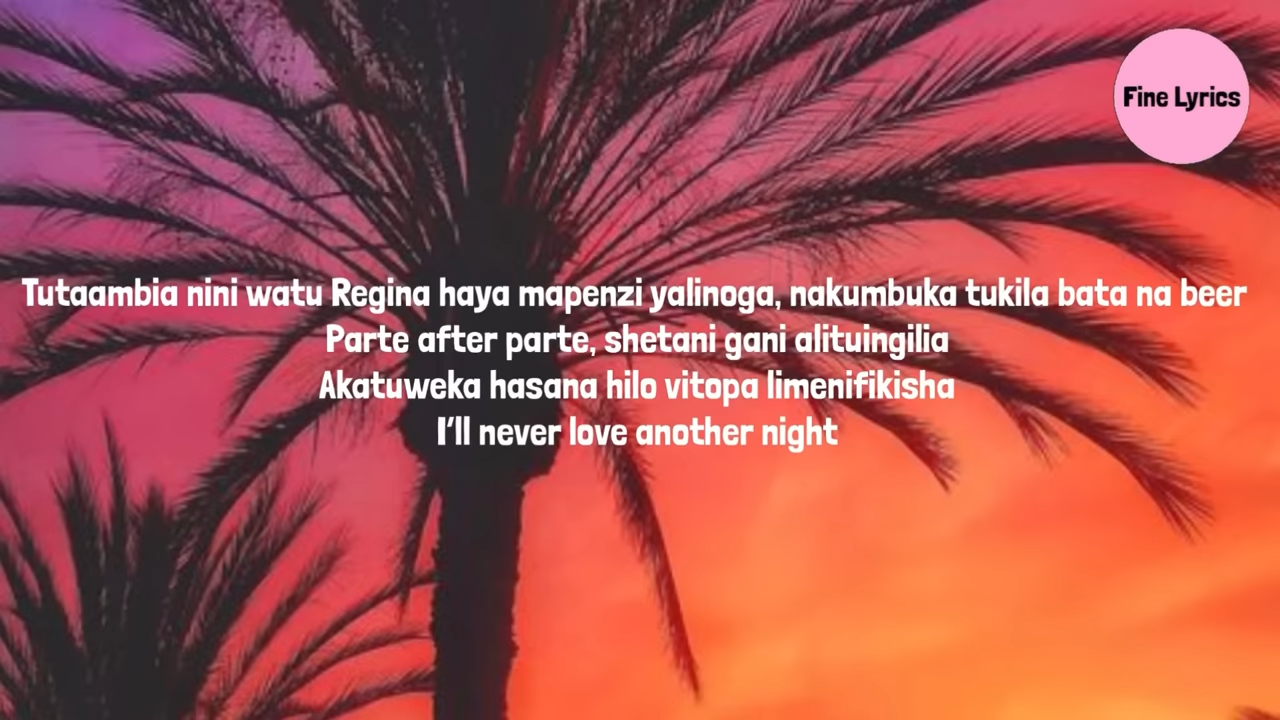 Fine Lyrics
Tutaambia nini watu Regina haya mapenzi yalinoga, nakumbuka tukila bata na beer
Parte after parte, shetani gani alituingilia
Akatuweka hasana hilo vitopa limenifikisha
I'll never love another night